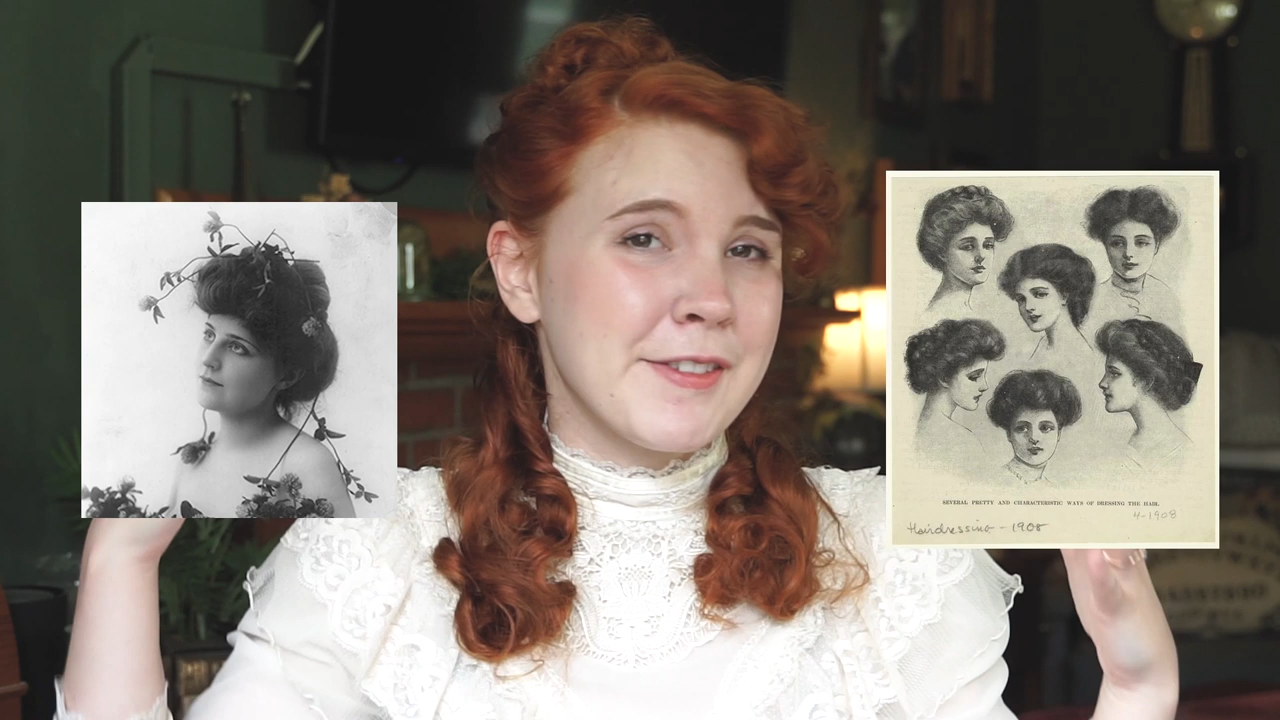 SEVERAL PRETTY AND CHARACTERISTIC WAYS OF DRESSING THE HAIR.
4-1908
Hairdressing - 1908